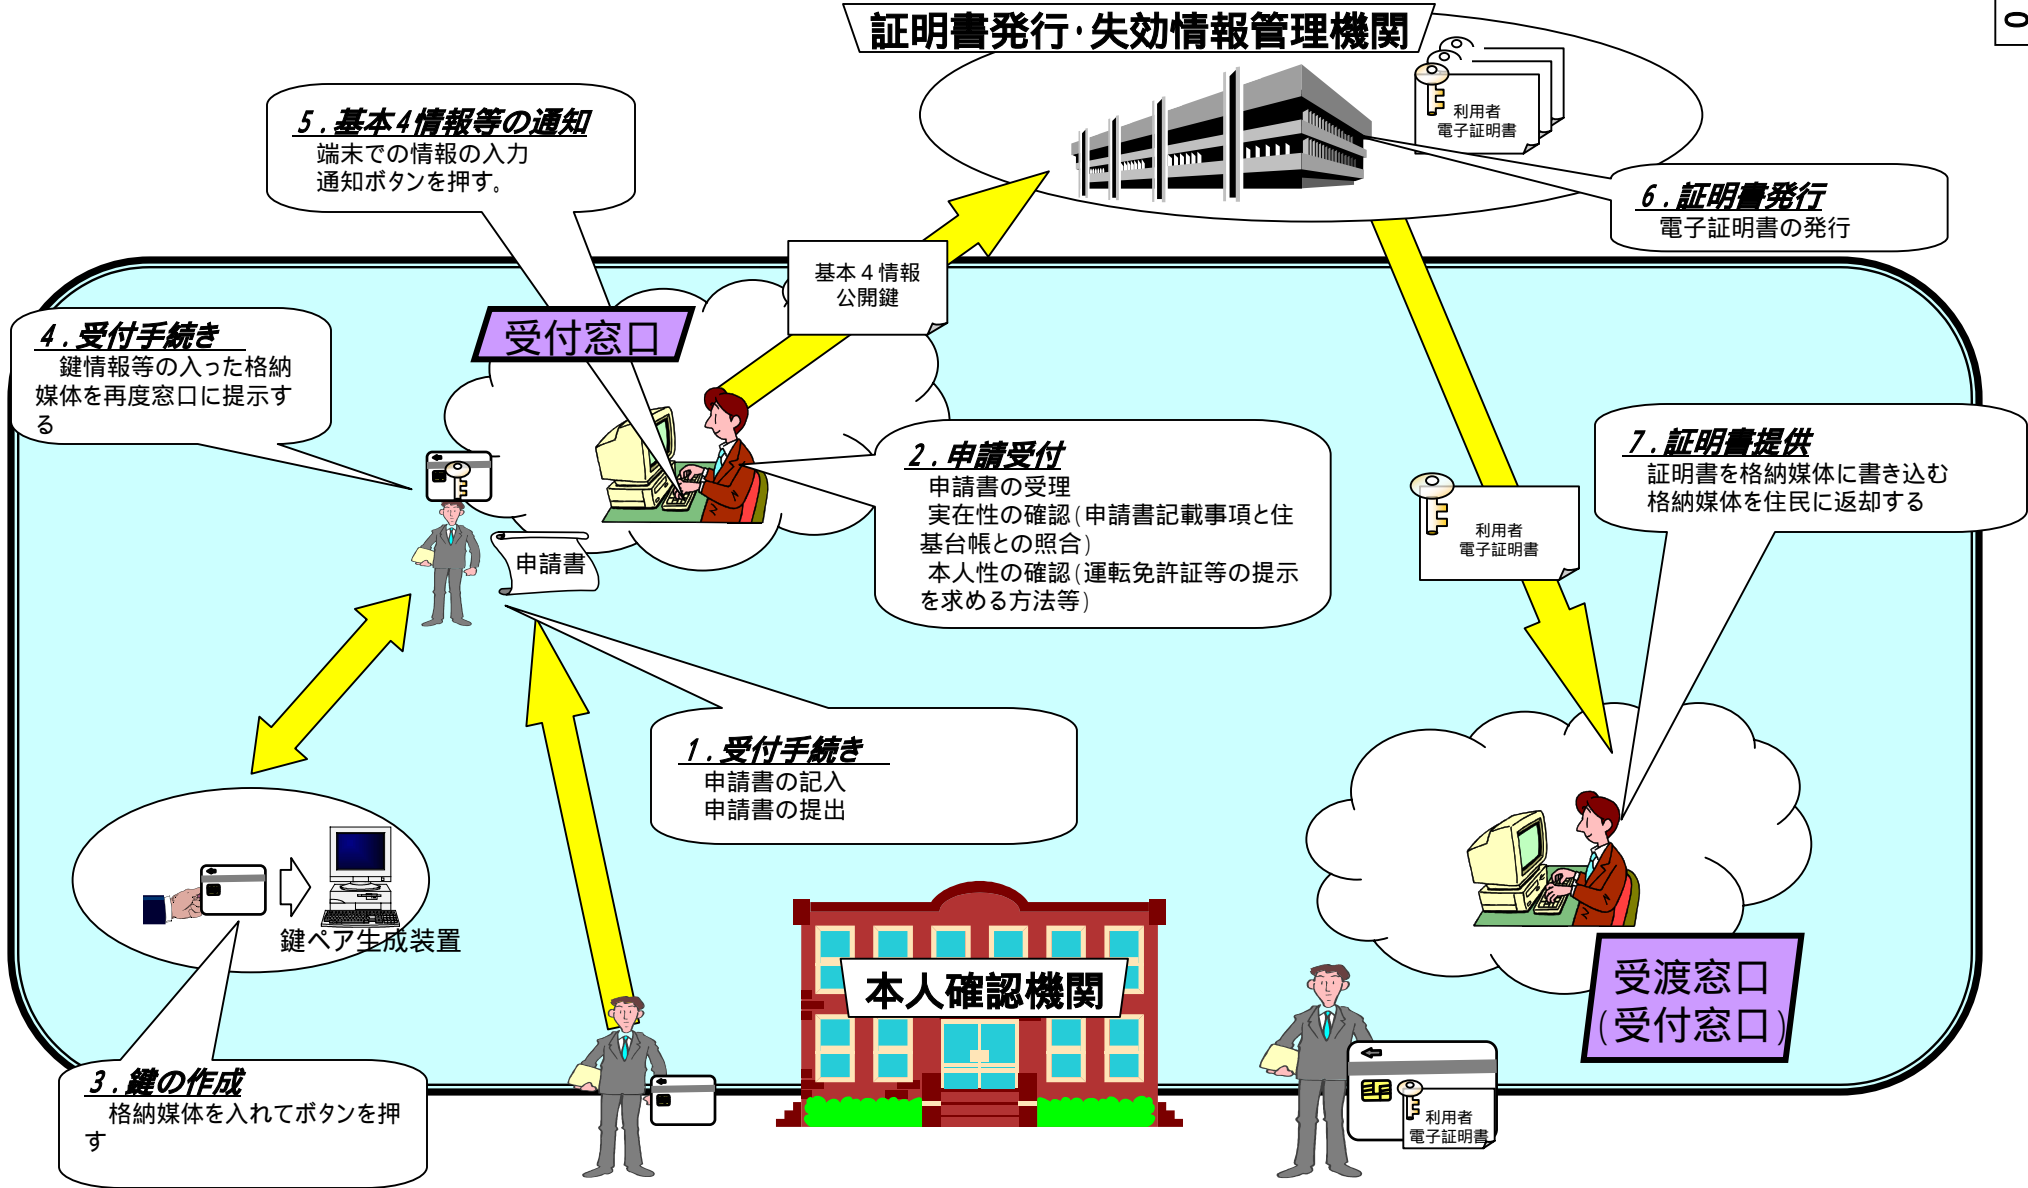 証明書発行・失効情報管理機関
0
5．基本4情報等の通知
端末での情報の入力
通知ボタンを押す。
利用者
電子証明書
6．証明書発行
電子証明書の発行
基本４情報
公開鍵
受付窓口
4．受付手続き
鍵情報等の入った格納
媒体を再度窓口に提示す
る
2．申請受付
申請書の受理
実在性の確認(申請書記載事項と住
基台帳との照合)
本人性の確認(運転免許証等の提示
を求める方法等)
7．証明書提供
証明書を格納媒体に書き込む
格納媒体を住民に返却する
利用者
電子証明書
申請書
1．受付手続き
申請書の記入
申請書の提出
鍵ペア生成装置
本人確認機関
受渡窓口
(受付窓口)
3．鍵の作成
格納媒体を入れてボタンを押
す
利用者
電子証明書